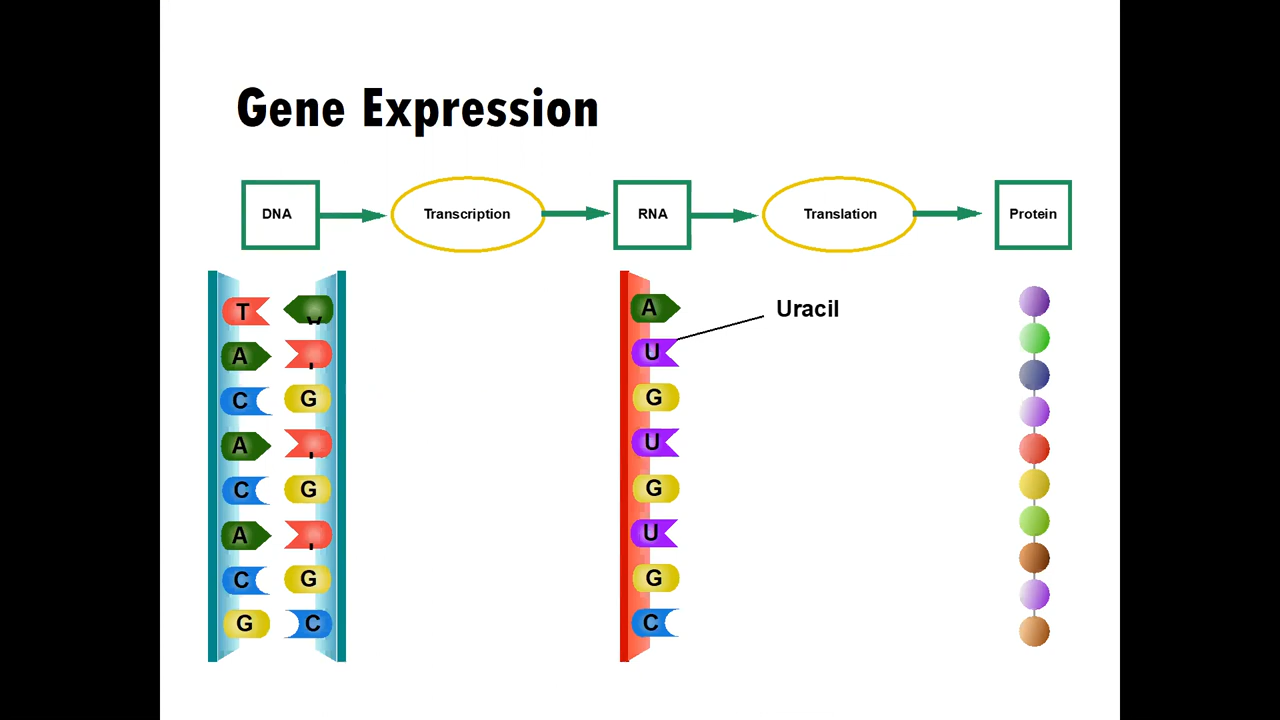 Gene Expression
DNA Transcription RNA Translation Protein
T A Uracil
A U
C G G
A U
C G G
A U
C G G
G C C